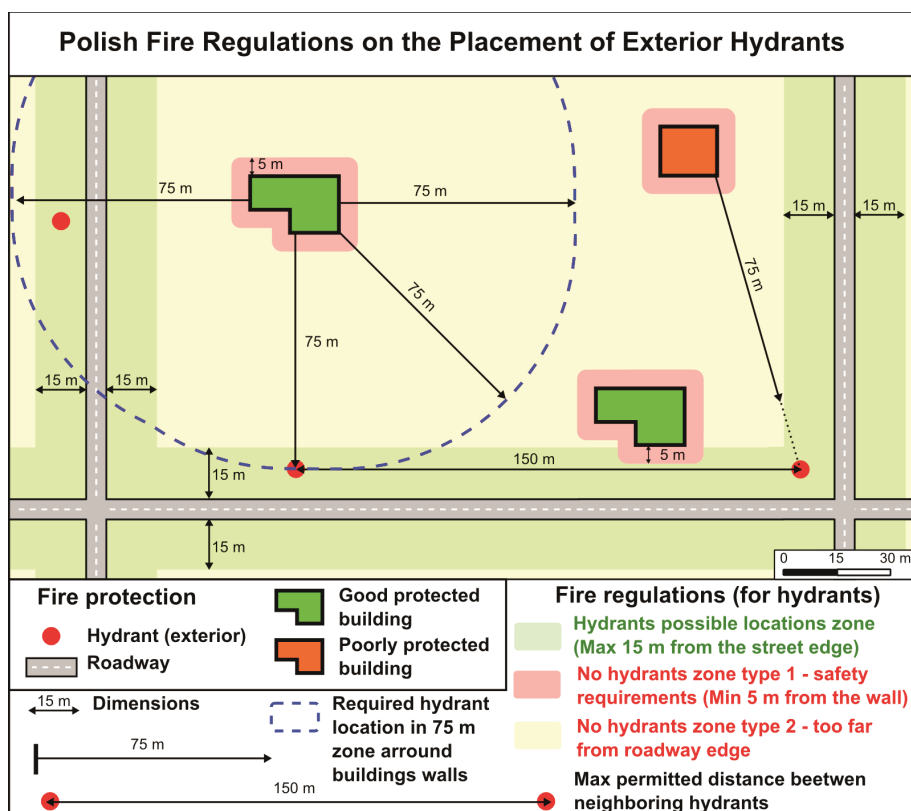 Polish Fire Regulations on the Placement of Exterior Hydrants
5 m
75 m
75 m
15 m
15 m
75 m
75 m
75 m
15 m
15 m
15 m
150 m
5 m
15 m
0 15 30 m
Fire protection
Hydrant (exterior)
Roadway
Good protected
building
Poorly protected
building
15 m
Dimensions
75 m
150 m
Required hydrant
location in 75 m
zone arround
buildings walls
Fire regulations (for hydrants)
Hydrants possible locations zone
(Max 15 m from the street edge)
No hydrants zone type 1 - safety
requirements (Min 5 m from the wall)
No hydrants zone type 2 - too far
from roadway edge
Max permitted distance beetwen
neighboring hydrants